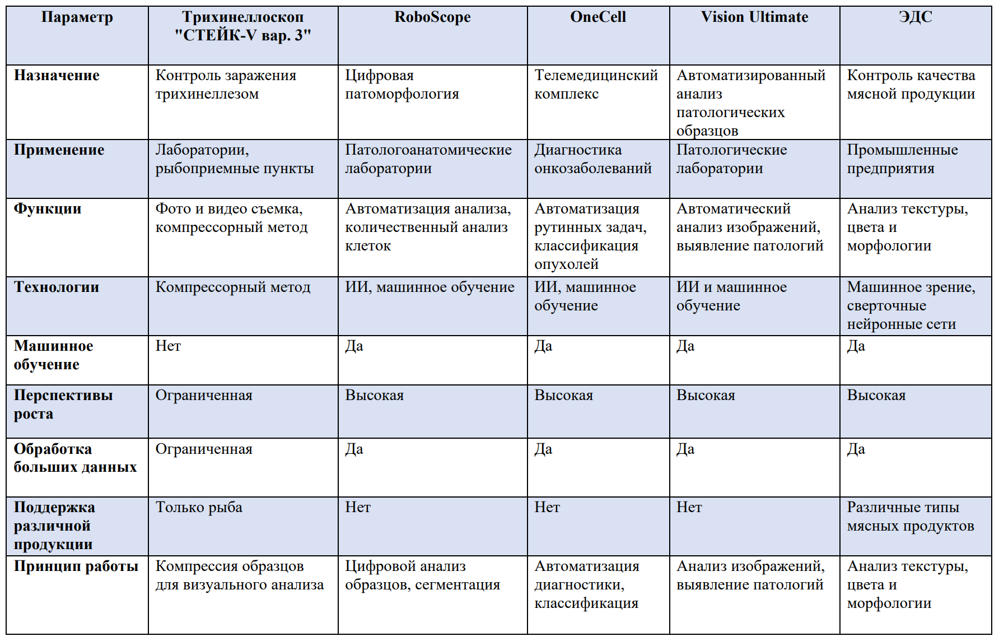 Параметр
Трихинеллоскоп
"СТЕЙК-V вар. 3"
RoboScope
OneCell
Vision Ultimate
ЭДС
Назначение
Контроль заражения
трихинеллезом
Цифровая
патоморфология
Телемедицинский
комплекс
Автоматизированный
анализ
патологических
образцов
Контроль качества
мясной продукции
Применение
Лаборатории,
рыбоприемные пункты
Патологоанатомические
лаборатории
Диагностика
онкозаболеваний
Патологические
лаборатории
Промышленные
предприятия
Функции
Фото и видео съемка,
компрессорный метод
Автоматизация анализа,
количественный анализ
клеток
Автоматизация
рутинных задач,
классификация
опухолей
Автоматический
анализ изображений,
выявление патологий
Анализ текстуры,
цвета и
морфологии
Технологии
Компрессорный метод
ИИ, машинное обучение
ИИ, машинное
обучение
ИИ и машинное
обучение
Машинное зрение,
сверточные
нейронные сети
Машинное
обучение
Нет
Да
Да
Да
Да
Перспективы
роста
Ограниченная
Высокая
Высокая
Высокая
Высокая
Обработка
больших данных
Ограниченная
Да
Да
Да
Да
Поддержка
различной
продукции
Только рыба
Нет
Нет
Нет
Различные типы
мясных продуктов
Принцип работы
Компрессия образцов
для визуального анализа
Цифровой анализ
образцов, сегментация
Автоматизация
диагностики,
классификация
Анализ изображений,
выявление патологий
Анализ текстуры,
цвета и
морфологии